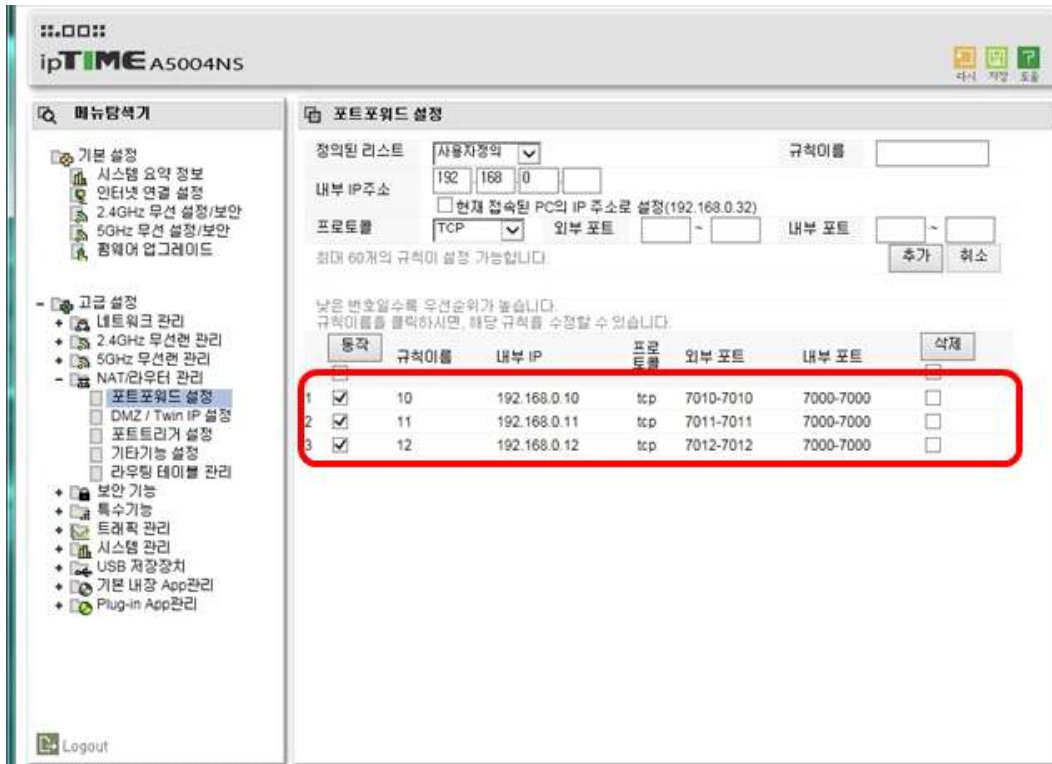 ipTIME A5004NS
다시 저장 도움
메뉴탐색기
기본 설정
시스템 요약 정보
인터넷 연결 설정
2.4GHz 무선 설정/보안
5GHz 무선 설정/보안
펌웨어 업그레이드
고급 설정
네트워크 관리
2.4GHz 무선랜 관리
5GHz 무선랜 관리
NAT/라우터 관리
포트포워드 설정
DMZ / Twin IP 설정
포트트리거 설정
기타기능 설정
라우팅 테이블 관리
보안 기능
특수기능
트래픽 관리
시스템 관리
USB 저장장치
기본 내장 App관리
Plug-in App관리
Logout
포트포워드 설정
정의된 리스트 사용자정의 규칙이름
내부 IP주소 192 168 0
현재 접속된 PC의 IP 주소로 설정(192.168.0.32)
프로토콜 TCP 외부 포트 ~ 내부 포트 ~
최대 60개의 규칙이 설정 가능합니다. 추가 취소
낮은 번호일수록 우선순위가 높습니다.
규칙이름을 클릭하시면, 해당 규칙을 수정할 수 있습니다.
동작 규칙이름 내부 IP 프로토콜 외부 포트 내부 포트 삭제
1 10 192.168.0.10 tcp 7010-7010 7000-7000
2 11 192.168.0.11 tcp 7011-7011 7000-7000
3 12 192.168.0.12 tcp 7012-7012 7000-7000